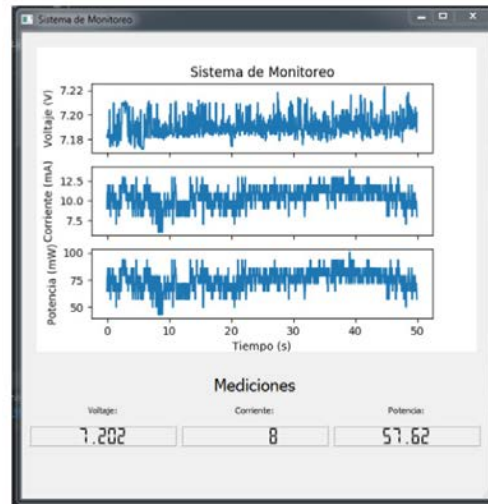 Sistema de Monitoreo
Sistema de Monitoreo
Voltaje (V)
7.22
7.20
7.18
Corriente (mA)
12.5
10.0
7.5
Potencia (mW)
100
75
50
0 10 20 30 40 50
Tiempo (s)
Mediciones
Voltaje: Corriente: Potencia:
7.202 8 57.62